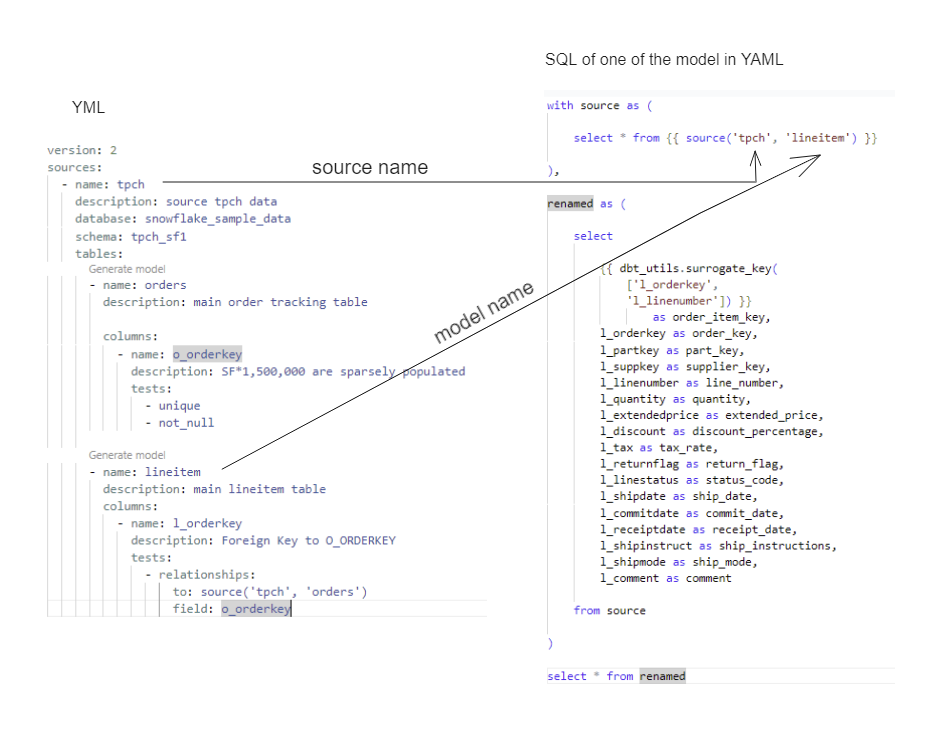 SQL of one of the model in YAML
YML
version: 2
sources:
- name: tpch
description: source tpch data
database: snowflake_sample_data
schema: tpch_sf1
tables:
Generate model
- name: orders
description: main order tracking table
columns:
- name: o_orderkey
description: SF*1,500,000 are sparsely populated
tests:
- unique
- not_null
Generate model
- name: lineitem
description: main lineitem table
columns:
- name: l_orderkey
description: Foreign Key to O_ORDERKEY
tests:
- relationships:
to: source('tpch', 'orders')
field: o_orderkey
source name
model name
with source as (
select * from {{ source('tpch', 'lineitem') }}
),
renamed as (
select
{{ dbt_utils.surrogate_key(
['l_orderkey',
'l_linenumber']) }}
as order_item_key,
l_orderkey as order_key,
l_partkey as part_key,
l_suppkey as supplier_key,
l_linenumber as line_number,
l_quantity as quantity,
l_extendedprice as extended_price,
l_discount as discount_percentage,
l_tax as tax_rate,
l_returnflag as return_flag,
l_linestatus as status_code,
l_shipdate as ship_date,
l_commitdate as commit_date,
l_receiptdate as receipt_date,
l_shipinstruct as ship_instructions,
l_shipmode as ship_mode,
l_comment as comment
from source
)
select * from renamed